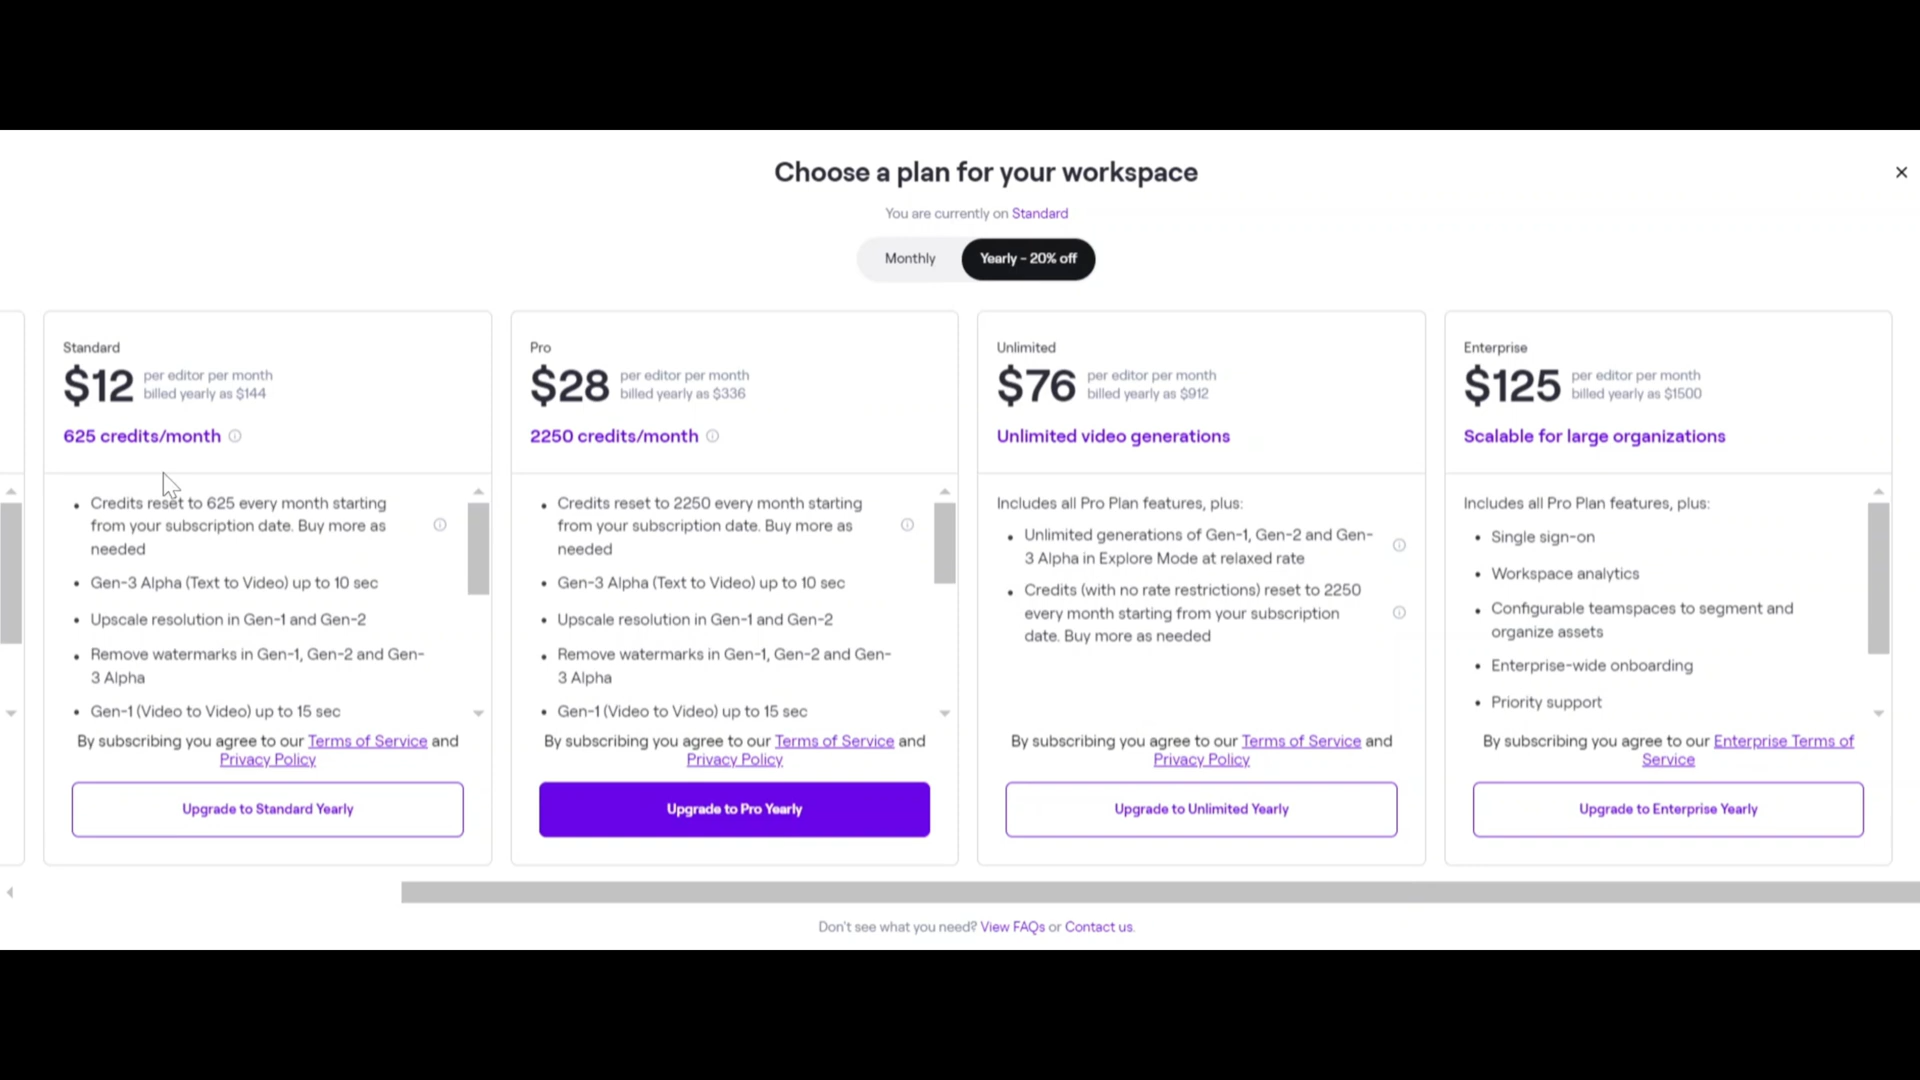 Choose a plan for your workspace
You are currently on Standard
Monthly
Yearly - 20% off
Standard
$12
per editor per month
billed yearly as $144
625 credits/month
Credits reset to 625 every month starting
from your subscription date. Buy more as
needed
Gen-3 Alpha (Text to Video) up to 10 sec
Upscale resolution in Gen-1 and Gen-2
Remove watermarks in Gen-1, Gen-2 and Gen-
3 Alpha
Gen-1 (Video to Video) up to 15 sec
By subscribing you agree to our Terms of Service and
Privacy Policy
Upgrade to Standard Yearly
Pro
$28
per editor per month
billed yearly as $336
2250 credits/month
Credits reset to 2250 every month starting
from your subscription date. Buy more as
needed
Gen-3 Alpha (Text to Video) up to 10 sec
Upscale resolution in Gen-1 and Gen-2
Remove watermarks in Gen-1, Gen-2 and Gen-
3 Alpha
Gen-1 (Video to Video) up to 15 sec
By subscribing you agree to our Terms of Service and
Privacy Policy
Upgrade to Pro Yearly
Unlimited
$76
per editor per month
billed yearly as $912
Unlimited video generations
Includes all Pro Plan features, plus:
Unlimited generations of Gen-1, Gen-2 and Gen-
3 Alpha in Explore Mode at relaxed rate
Credits (with no rate restrictions) reset to 2250
every month starting from your subscription
date. Buy more as needed
By subscribing you agree to our Terms of Service and
Privacy Policy
Upgrade to Unlimited Yearly
Enterprise
$125
per editor per month
billed yearly as $1500
Scalable for large organizations
Includes all Pro Plan features, plus:
Single sign-on
Workspace analytics
Configurable teamspaces to segment and
organize assets
Enterprise-wide onboarding
Priority support
By subscribing you agree to our Enterprise Terms of
Service
Upgrade to Enterprise Yearly
Don't see what you need? View FAQs or Contact us.